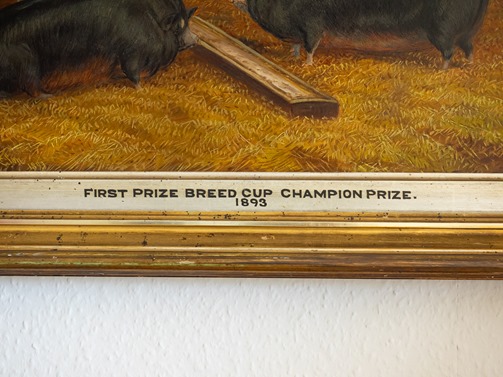 FIRST PRIZE BREED CUP CHAMPION PRIZE.
1893